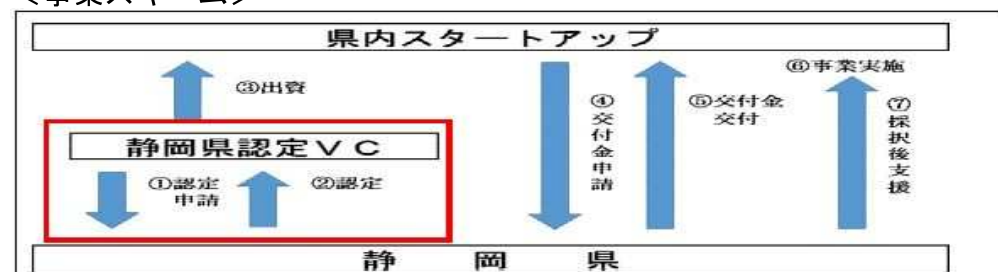 <事業スキーム>
県内スタートアップ
③出資
④交付金申請
⑤交付金
交付
⑥事業実施
⑦採択後支援
静岡県認定ＶＣ
①認定
申請
②認定
静岡県